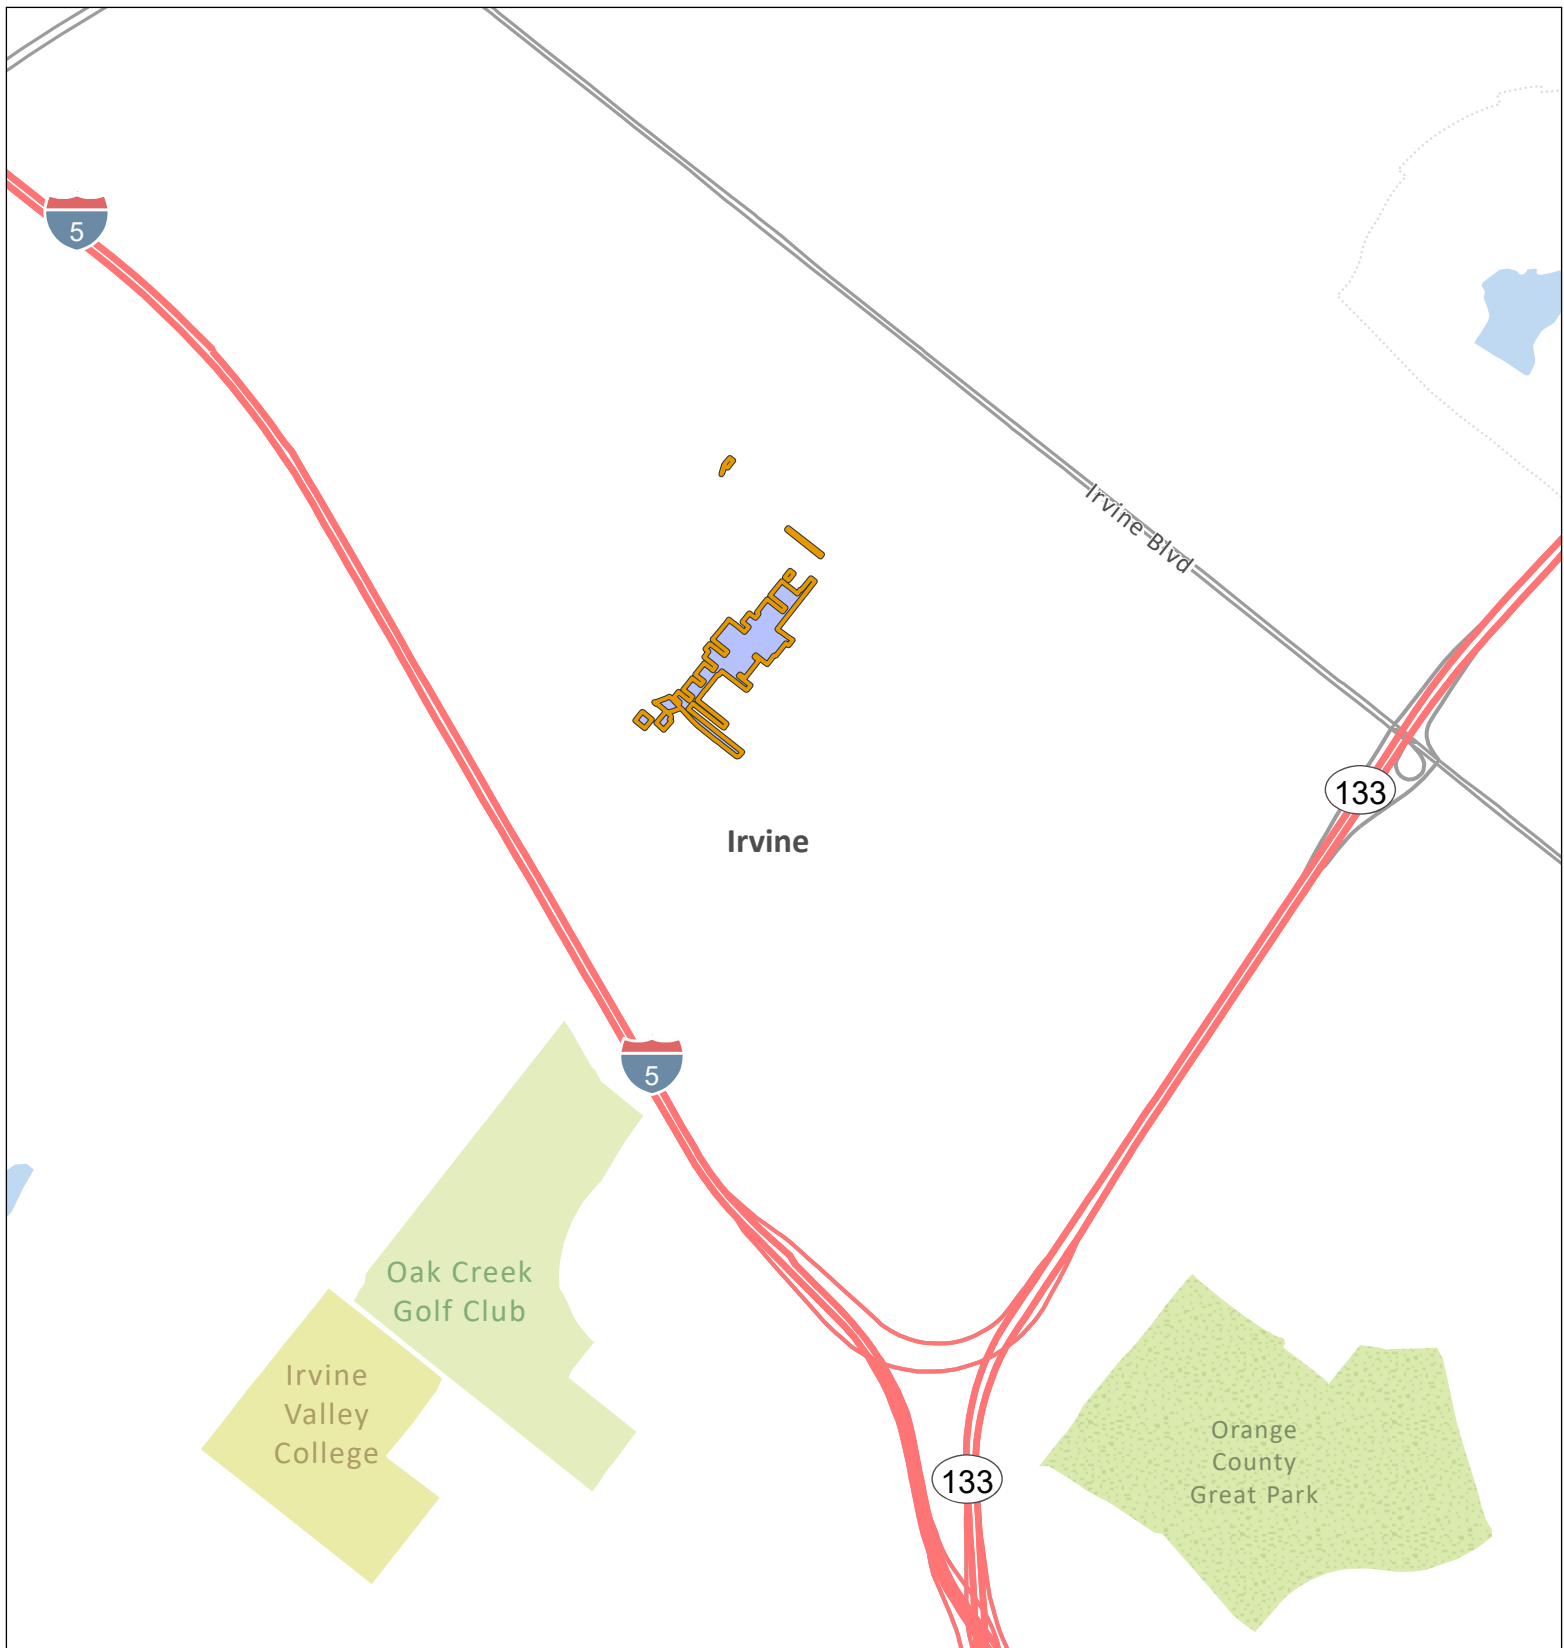 5
Irvine Blvd
133
Irvine
5
Oak Creek
Golf Club
Irvine
Valley
College
Orange
County
Great Park
133